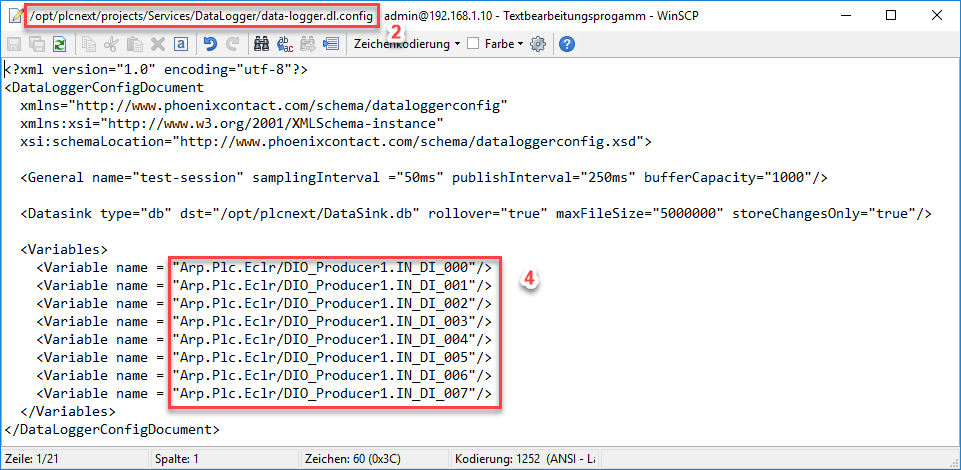 /opt/plcnext/projects/Services/DataLogger/data-logger.dl.config - admin@192.168.1.10 - Textbearbeitungsprogamm - WinSCP
2
Zeichenkodierung Farbe
<?xml version="1.0" encoding="utf-8"?>
<DataLoggerConfigDocument
xmlns="http://www.phoenixcontact.com/schema/dataloggerconfig"
xmlns:xsi="http://www.w3.org/2001/XMLSchema-instance"
xsi:schemaLocation="http://www.phoenixcontact.com/schema/dataloggerconfig.xsd">
<General name="test-session" samplingInterval ="50ms" publishInterval="250ms" bufferCapacity="1000"/>
<Datasink type="db" dst="/opt/plcnext/DataSink.db" rollover="true" maxFileSize="5000000" storeChangesOnly="true"/>
<Variables>
<Variable name = "Arp.Plc.Eclr/DIO_Producer1.IN_DI_000"/>
<Variable name = "Arp.Plc.Eclr/DIO_Producer1.IN_DI_001"/>
<Variable name = "Arp.Plc.Eclr/DIO_Producer1.IN_DI_002"/>
<Variable name = "Arp.Plc.Eclr/DIO_Producer1.IN_DI_003"/>
<Variable name = "Arp.Plc.Eclr/DIO_Producer1.IN_DI_004"/>
<Variable name = "Arp.Plc.Eclr/DIO_Producer1.IN_DI_005"/>
<Variable name = "Arp.Plc.Eclr/DIO_Producer1.IN_DI_006"/>
<Variable name = "Arp.Plc.Eclr/DIO_Producer1.IN_DI_007"/>
4
</Variables>
</DataLoggerConfigDocument>
Zeile: 1/21 Spalte: 1 Zeichen: 60 (0x3C) Kodierung: 1252 (ANSI - La